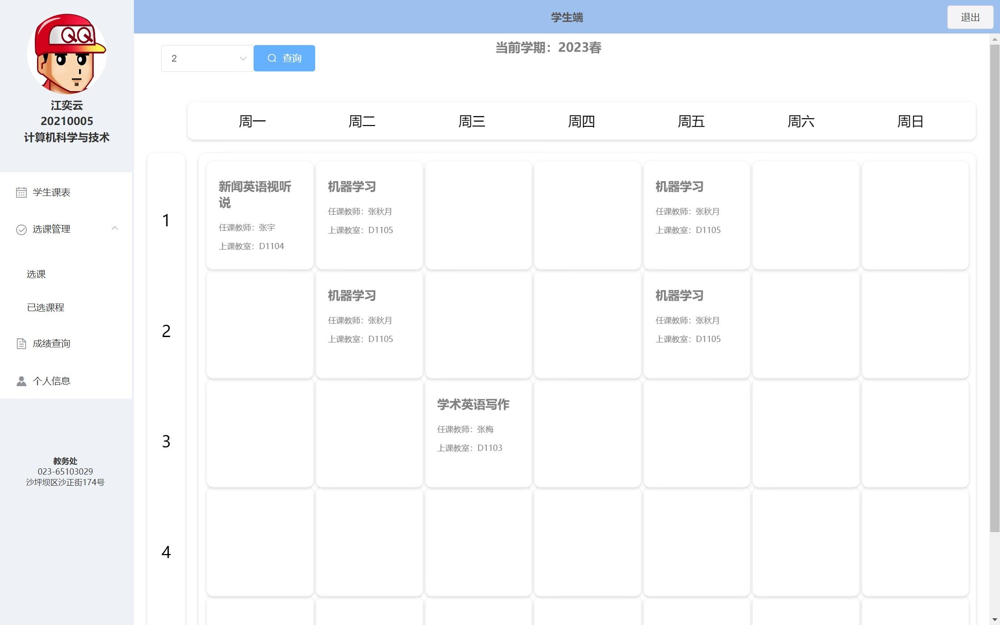 QQ
江奕云
20210005
计算机科学与技术
学生课表
选课管理
选课
已选课程
成绩查询
个人信息
教务处
023-65103029
沙坪坝区沙正街174号
学生端
退出
当前学期：2023春
2
查询
周一 周二 周三 周四 周五 周六 周日
1
新闻英语视听
说
任课教师：张宇
上课教室：D1104
机器学习
任课教师：张秋月
上课教室：D1105
机器学习
任课教师：张秋月
上课教室：D1105
2
机器学习
任课教师：张秋月
上课教室：D1105
机器学习
任课教师：张秋月
上课教室：D1105
3
学术英语写作
任课教师：张梅
上课教室：D1103
4